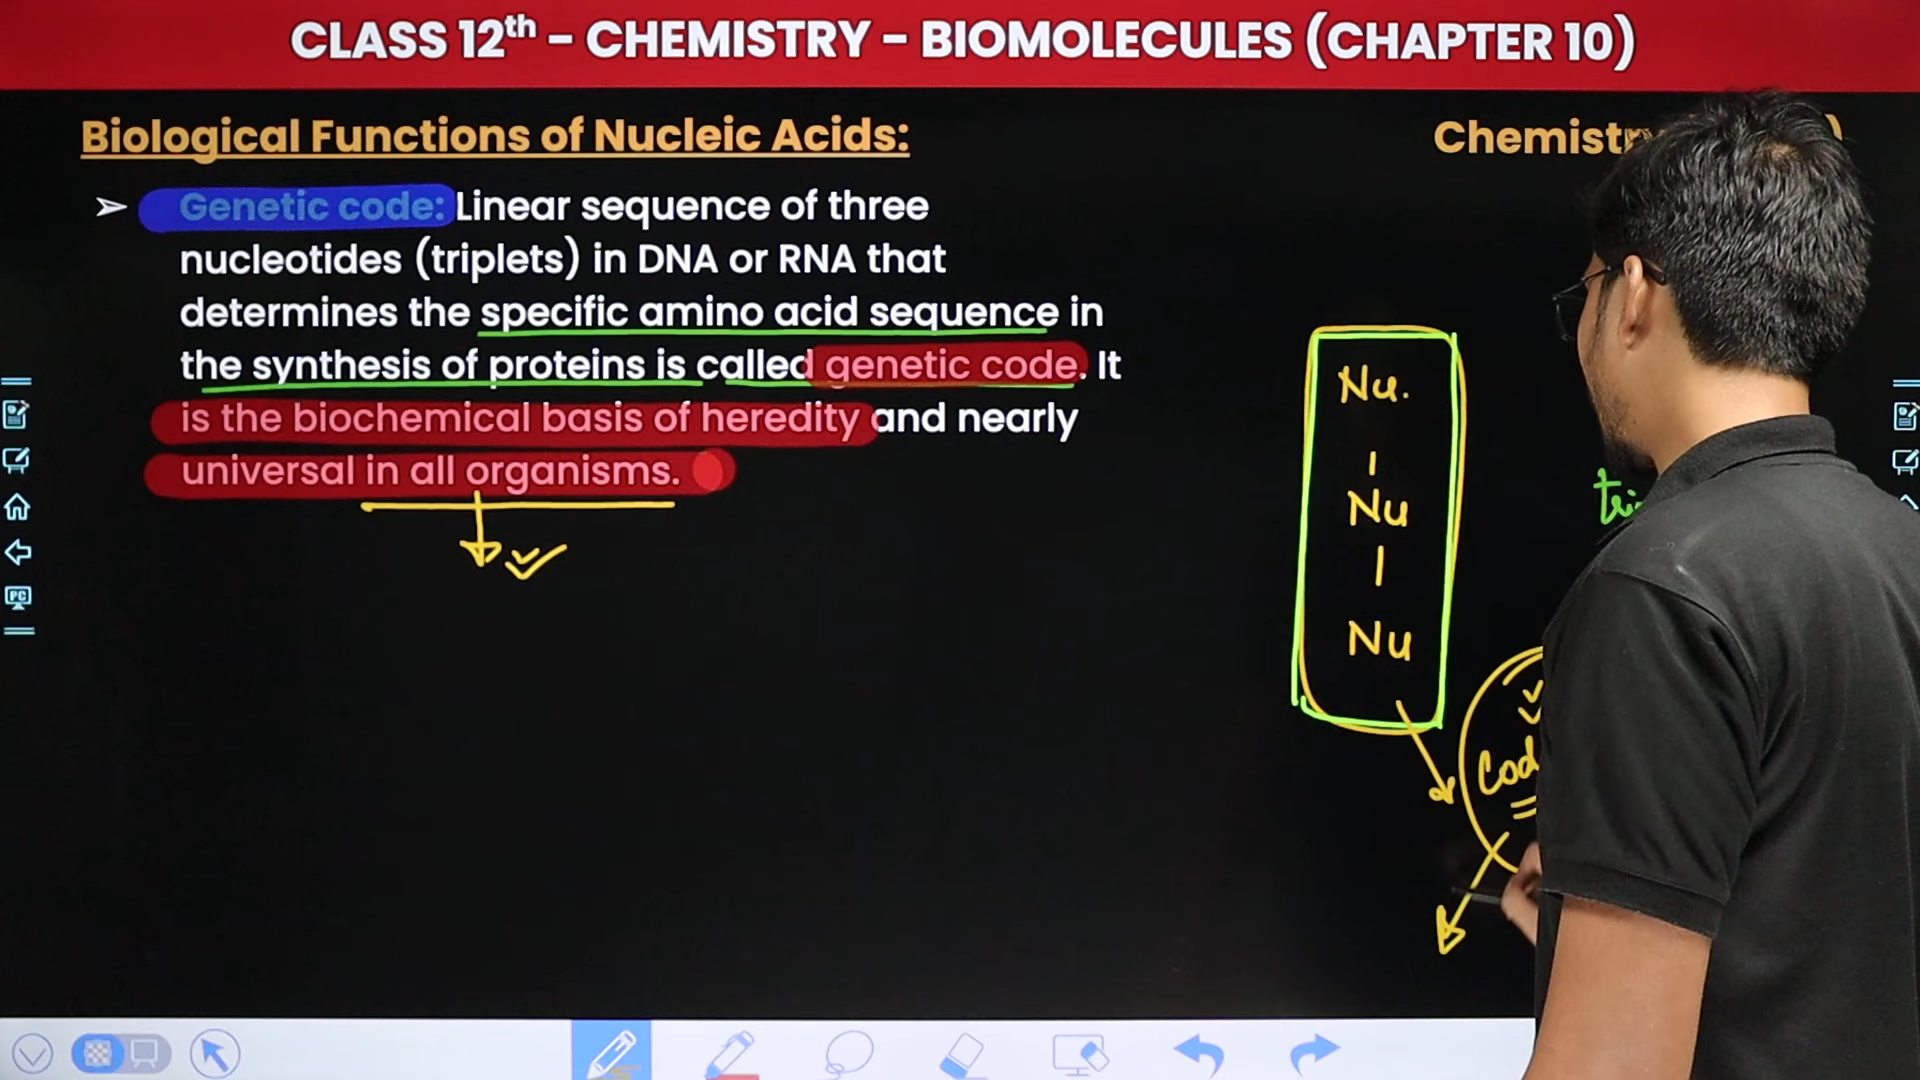 CLASS 12th - CHEMISTRY - BIOMOLECULES (CHAPTER 10)
Biological Functions of Nucleic Acids:
➢ Genetic code: Linear sequence of three
nucleotides (triplets) in DNA or RNA that
determines the specific amino acid sequence in
the synthesis of proteins is called genetic code. It
is the biochemical basis of heredity and nearly
universal in all organisms.
Nu.
Nu
Nu
PC